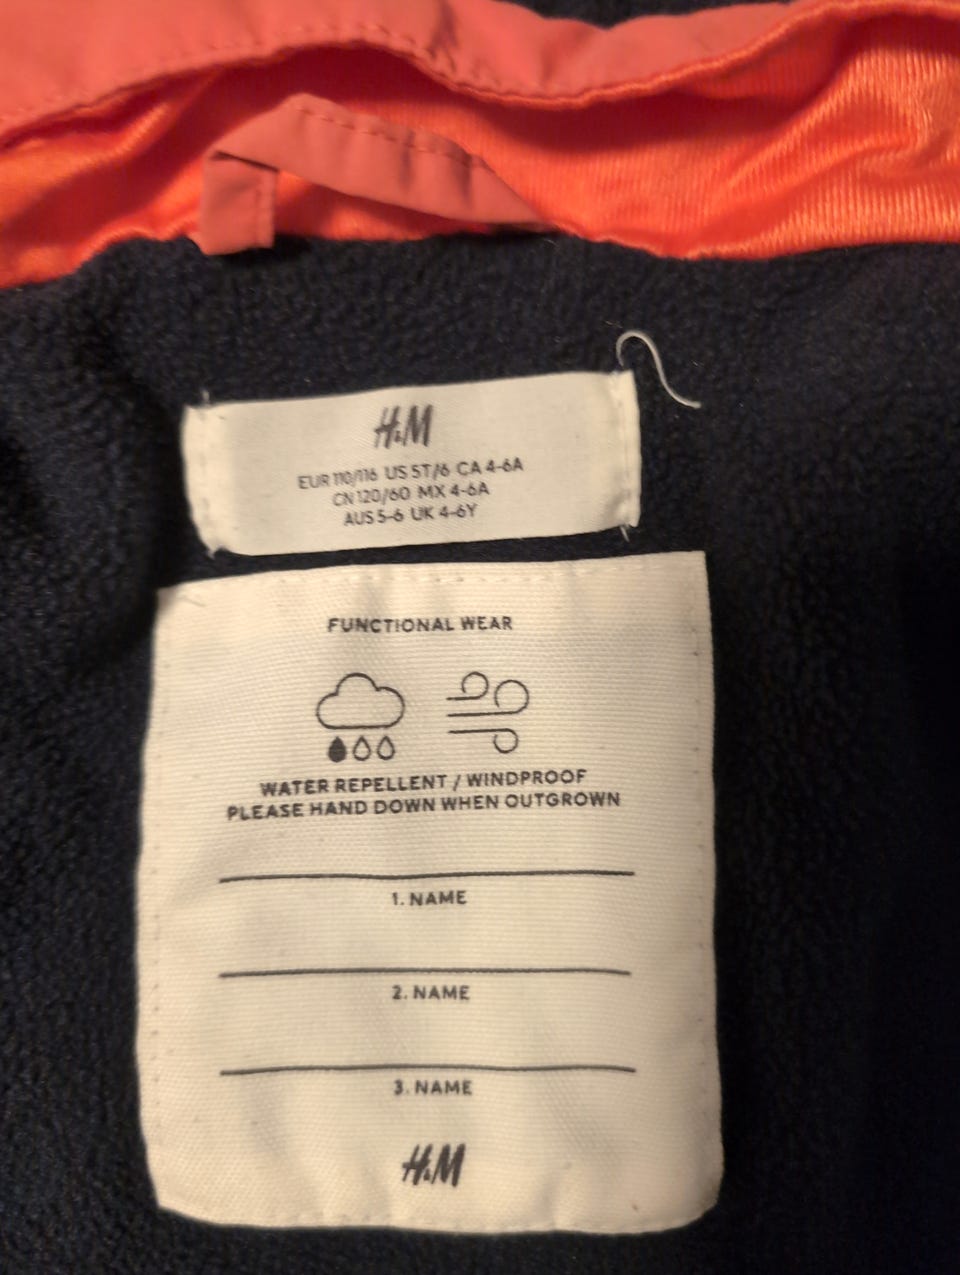 H&M
EUR 110/116 US 5T/6 CA 4-6A
CN 120/60 MX 4-6A
AUS 5-6 UK 4-6Y
FUNCTIONAL WEAR
WATER REPELLENT / WINDPROOF
PLEASE HAND DOWN WHEN OUTGROWN
1. NAME
2. NAME
3. NAME
H&M